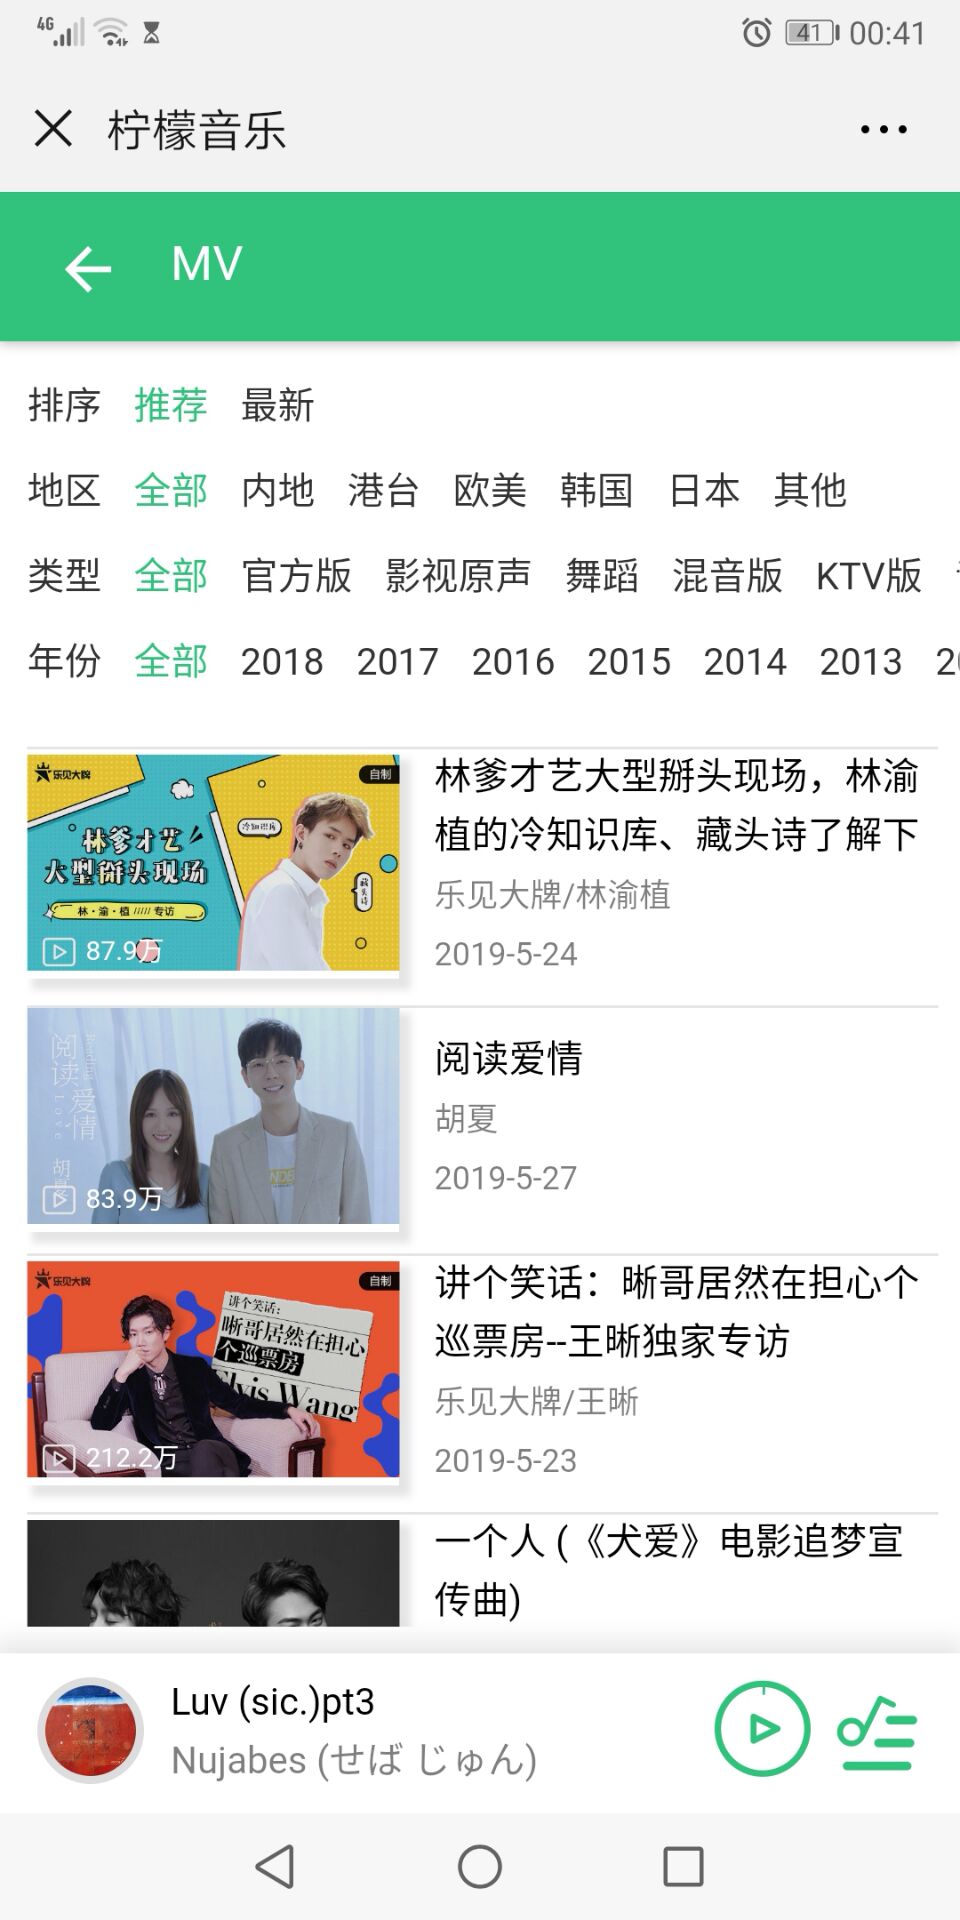 4G 41 00:41
柠檬音乐
MV
排序 推荐 最新
地区 全部 内地 港台 欧美 韩国 日本 其他
类型 全部 官方版 影视原声 舞蹈 混音版 KTV版
年份 全部 2018 2017 2016 2015 2014 2013
乐见大牌 自制
冷知识库
林爹才艺
大型掰头现场
藏头诗
林·渝·植 ///// 专访
87.9万
林爹才艺大型掰头现场，林渝
植的冷知识库、藏头诗了解下
乐见大牌/林渝植
2019-5-24
阅读爱情
Reading Love
胡夏
83.9万
阅读爱情
胡夏
2019-5-27
乐见大牌 自制
讲个笑话：
晰哥居然在担心
个巡票房
Elvis Wang
212.2万
讲个笑话：晰哥居然在担心个
巡票房--王晰独家专访
乐见大牌/王晰
2019-5-23
一个人 (《犬爱》电影追梦宣
传曲)
Luv (sic.)pt3
Nujabes (せば じゅん)